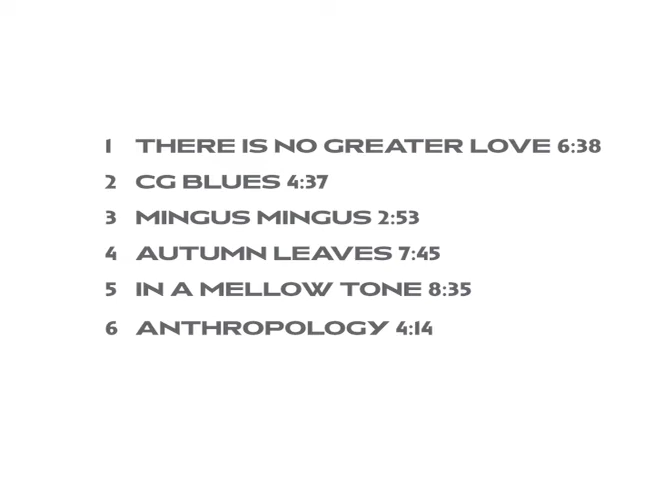 1 THERE IS NO GREATER LOVE 6:38
2 CG BLUES 4:37
3 MINGUS MINGUS 2:53
4 AUTUMN LEAVES 7:45
5 IN A MELLOW TONE 8:35
6 ANTHROPOLOGY 4:14